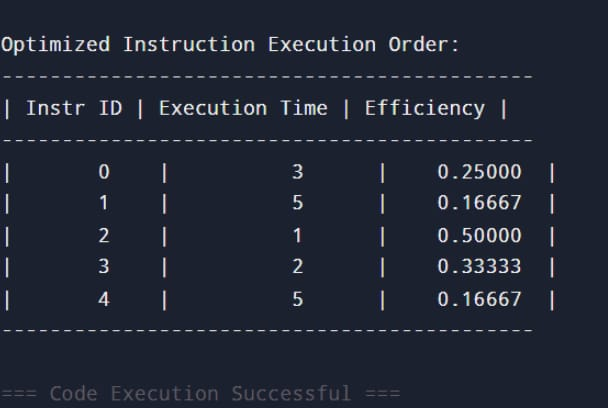 Optimized Instruction Execution Order:
--------------------------------------------
| Instr ID | Execution Time | Efficiency |
--------------------------------------------
| 0 | 3 | 0.25000 |
| 1 | 5 | 0.16667 |
| 2 | 1 | 0.50000 |
| 3 | 2 | 0.33333 |
| 4 | 5 | 0.16667 |
--------------------------------------------
=== Code Execution Successful ===